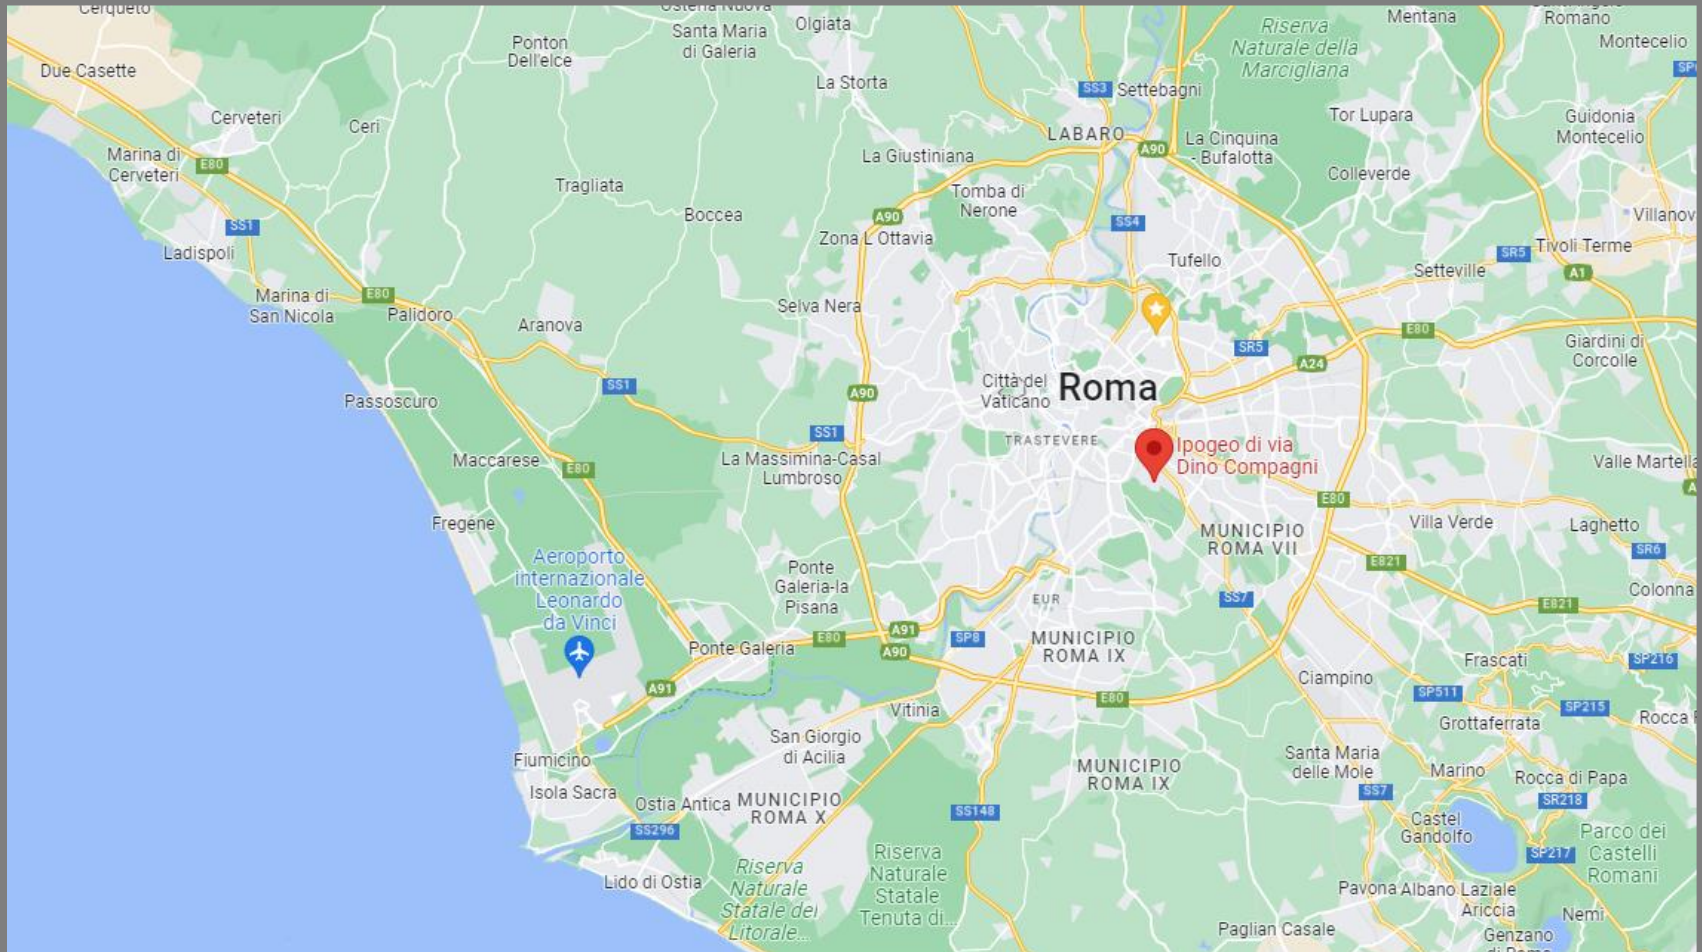 Cerqueto
Osteria Nuova
Olgiata
Mentana
Romano
Santa Maria
di Galeria
Riserva
Naturale della
Marcigliana
Ponton
Dell'elce
Montecelio
Due Casette
La Storta
SS3
Settebagni
Cerveteri
Ceri
Tor Lupara
Guidonia
Montecelio
LABARO
A90
La Cinquina
- Bufalotta
La Giustiniana
Marina di
Cerveteri
E80
Colleverde
Tragliata
Tomba di
Nerone
Boccea
A90
SS4
Villanov
SS1
Zona L Ottavia
Tivoli Terme
SR5
Ladispoli
Tufello
Setteville
A1
Marina di
San Nicola
E80
Selva Nera
Palidoro
Aranova
E80
SR5
Giardini di
Corcolle
A24
SS1
Città del
Vaticano
Roma
A90
Passoscuro
SS1
TRASTEVERE
Ipogeo di via
Dino Compagni
La Massimina-Casal
Lumbroso
Maccarese
E80
Valle Martella
A
E80
Fregene
Villa Verde
Laghetto
MUNICIPIO
ROMA VII
SR6
Aeroporto
internazionale
Leonardo
da Vinci
Ponte
Galeria-la
Pisana
E821
Colonna
EUR
SS7
E821
A91
E80
SP8
MUNICIPIO
ROMA IX
Ponte Galeria
A90
Frascati
SP216
A91
Ciampino
SP511
E80
Vitinia
SP215
Grottaferrata
Rocca
San Giorgio
di Acilia
Fiumicino
Santa Maria
delle Mole
MUNICIPIO
ROMA IX
Marino
Rocca di Papa
Isola Sacra
Ostia Antica
MUNICIPIO
ROMA X
SS7
SR218
SS148
SS296
Castel
Gandolfo
Parco dei
Castelli
Romani
SP217
Riserva
Naturale
Statale del
Litorale...
Riserva
Naturale
Statale
Tenuta di...
Lido di Ostia
Pavona
Albano Laziale
Ariccia
Nemi
Paglian Casale
Genzano
di Roma